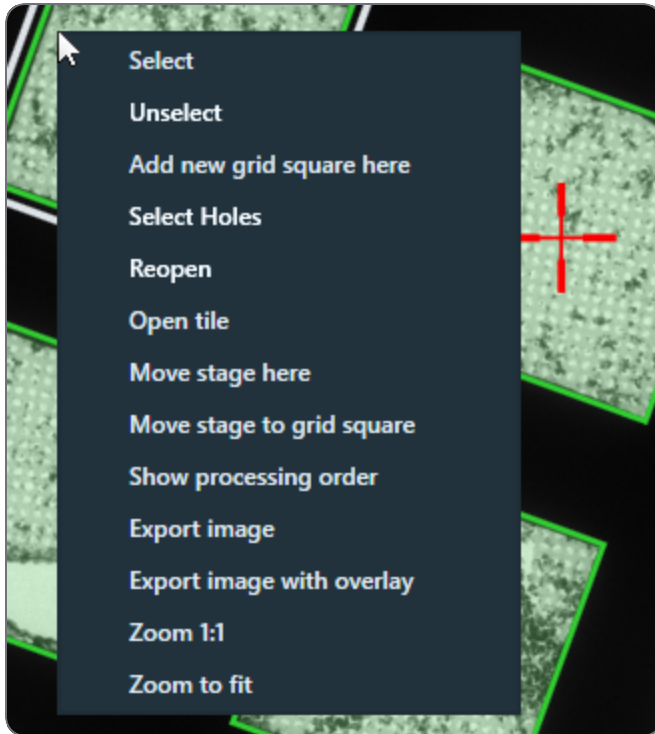 Select
Unselect
Add new grid square here
Select Holes
Reopen
Open tile
Move stage here
Move stage to grid square
Show processing order
Export image
Export image with overlay
Zoom 1:1
Zoom to fit